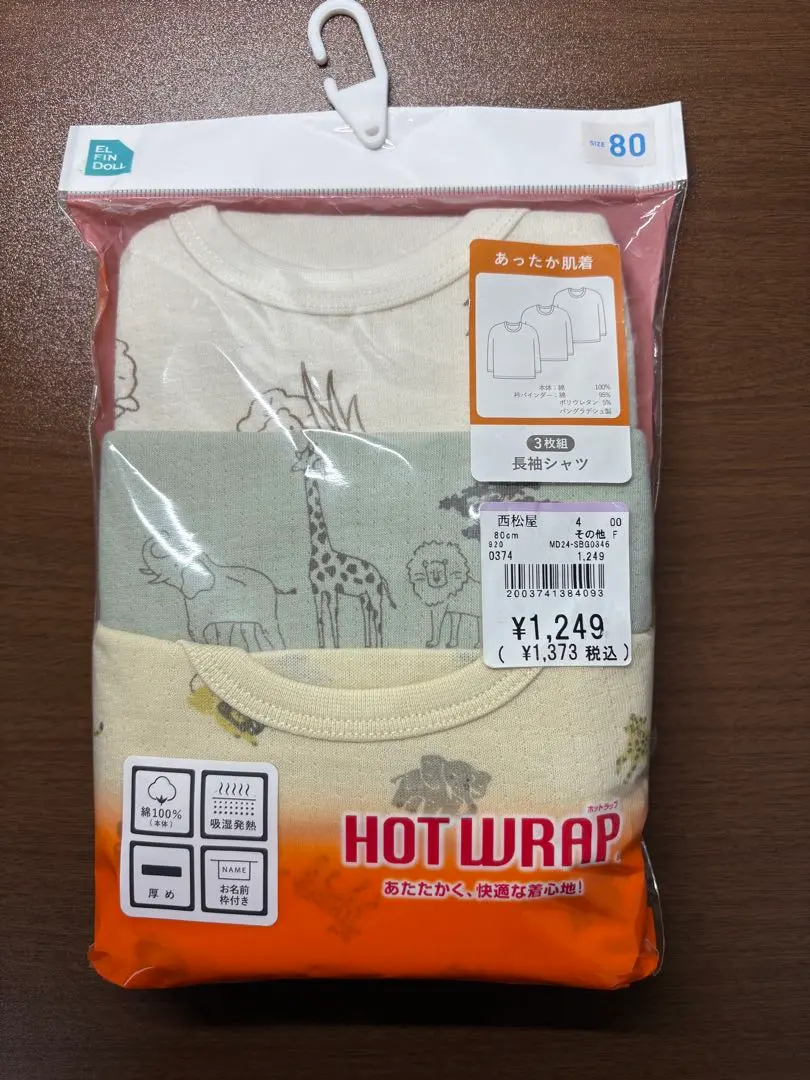 EL
FIN
DOLL
SIZE 80
あったか肌着
本体:綿 100%
衿バインダー:綿 95%
ポリウレタン 5%
バングラデシュ製
3枚組
長袖シャツ
西松屋 4 00
80cm その他 F
920 MD24-SBG0346
0374 1,249
2003741384093
¥1,249
( ¥1,373 税込 )
綿100%
(本体)
吸湿発熱
厚め
NAME
お名前
枠付き
ホットラップ
HOT WRAP
あたたかく、快適な着心地!